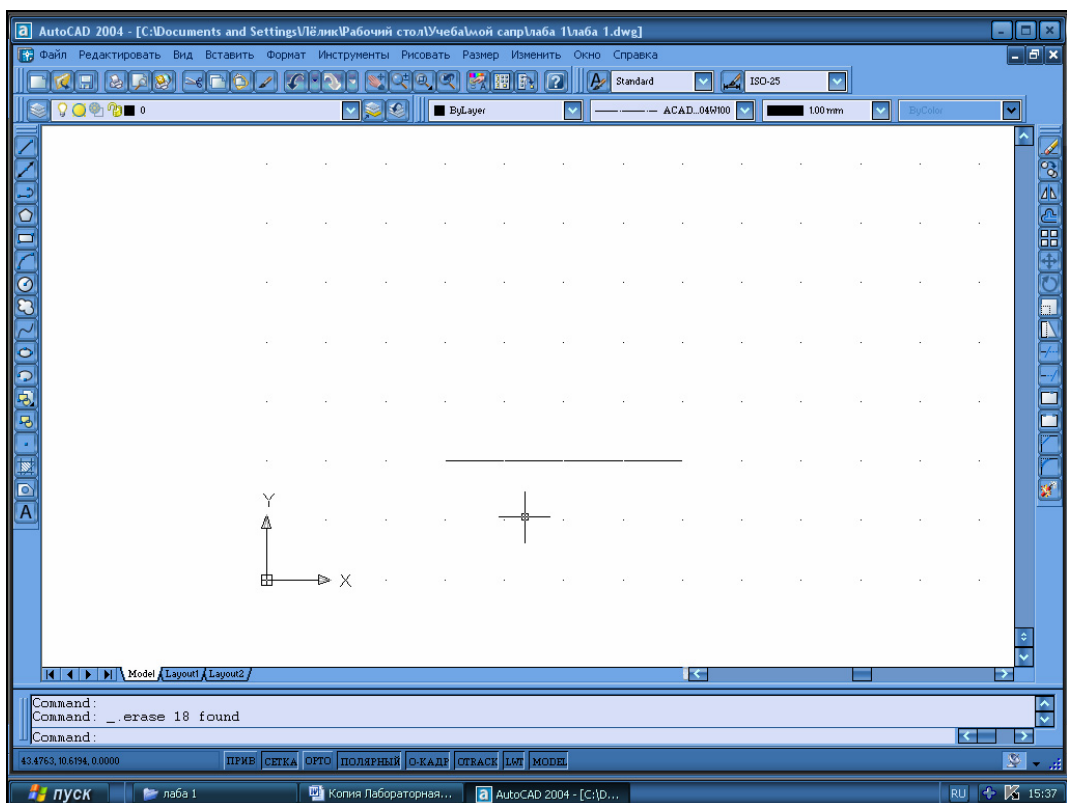 AutoCAD 2004 - [C:\Documents and Settings\Лёлик\Рабочий стол\Учеба\мой сапр\лаба 1\лаба 1.dwg]
Файл Редактировать Вид Вставить Формат Инструменты Рисовать Размер Изменить Окно Справка
Standard ISO-25
0 ByLayer ACAD...04W100 1.00 mm ByColor
Y
X
Model Layout1 Layout2
Command:
Command: _.erase 18 found
Command:
43.4763, 10.6194, 0.0000 ПРИВ СЕТКА ОРТО ПОЛЯРНЫЙ О-КАДР OTRACK LWT MODEL
пуск лаба 1 Копия Лабораторная... AutoCAD 2004 - [C:\D... RU 15:37